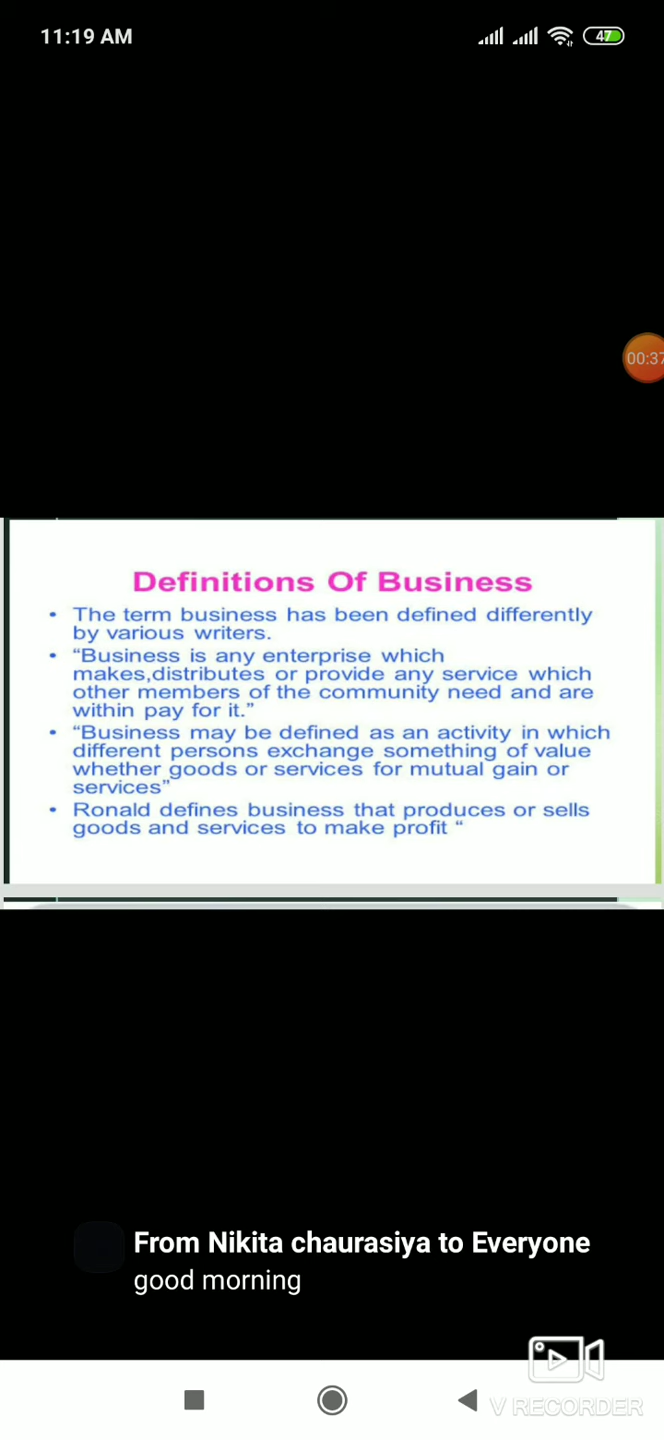 11:19 AM
47
00:37
Definitions Of Business
• The term business has been defined differently
by various writers.
• “Business is any enterprise which
makes,distributes or provide any service which
other members of the community need and are
within pay for it.”
• “Business may be defined as an activity in which
different persons exchange something of value
whether goods or services for mutual gain or
services”
• Ronald defines business that produces or sells
goods and services to make profit “
From Nikita chaurasiya to Everyone
good morning
V RECORDER